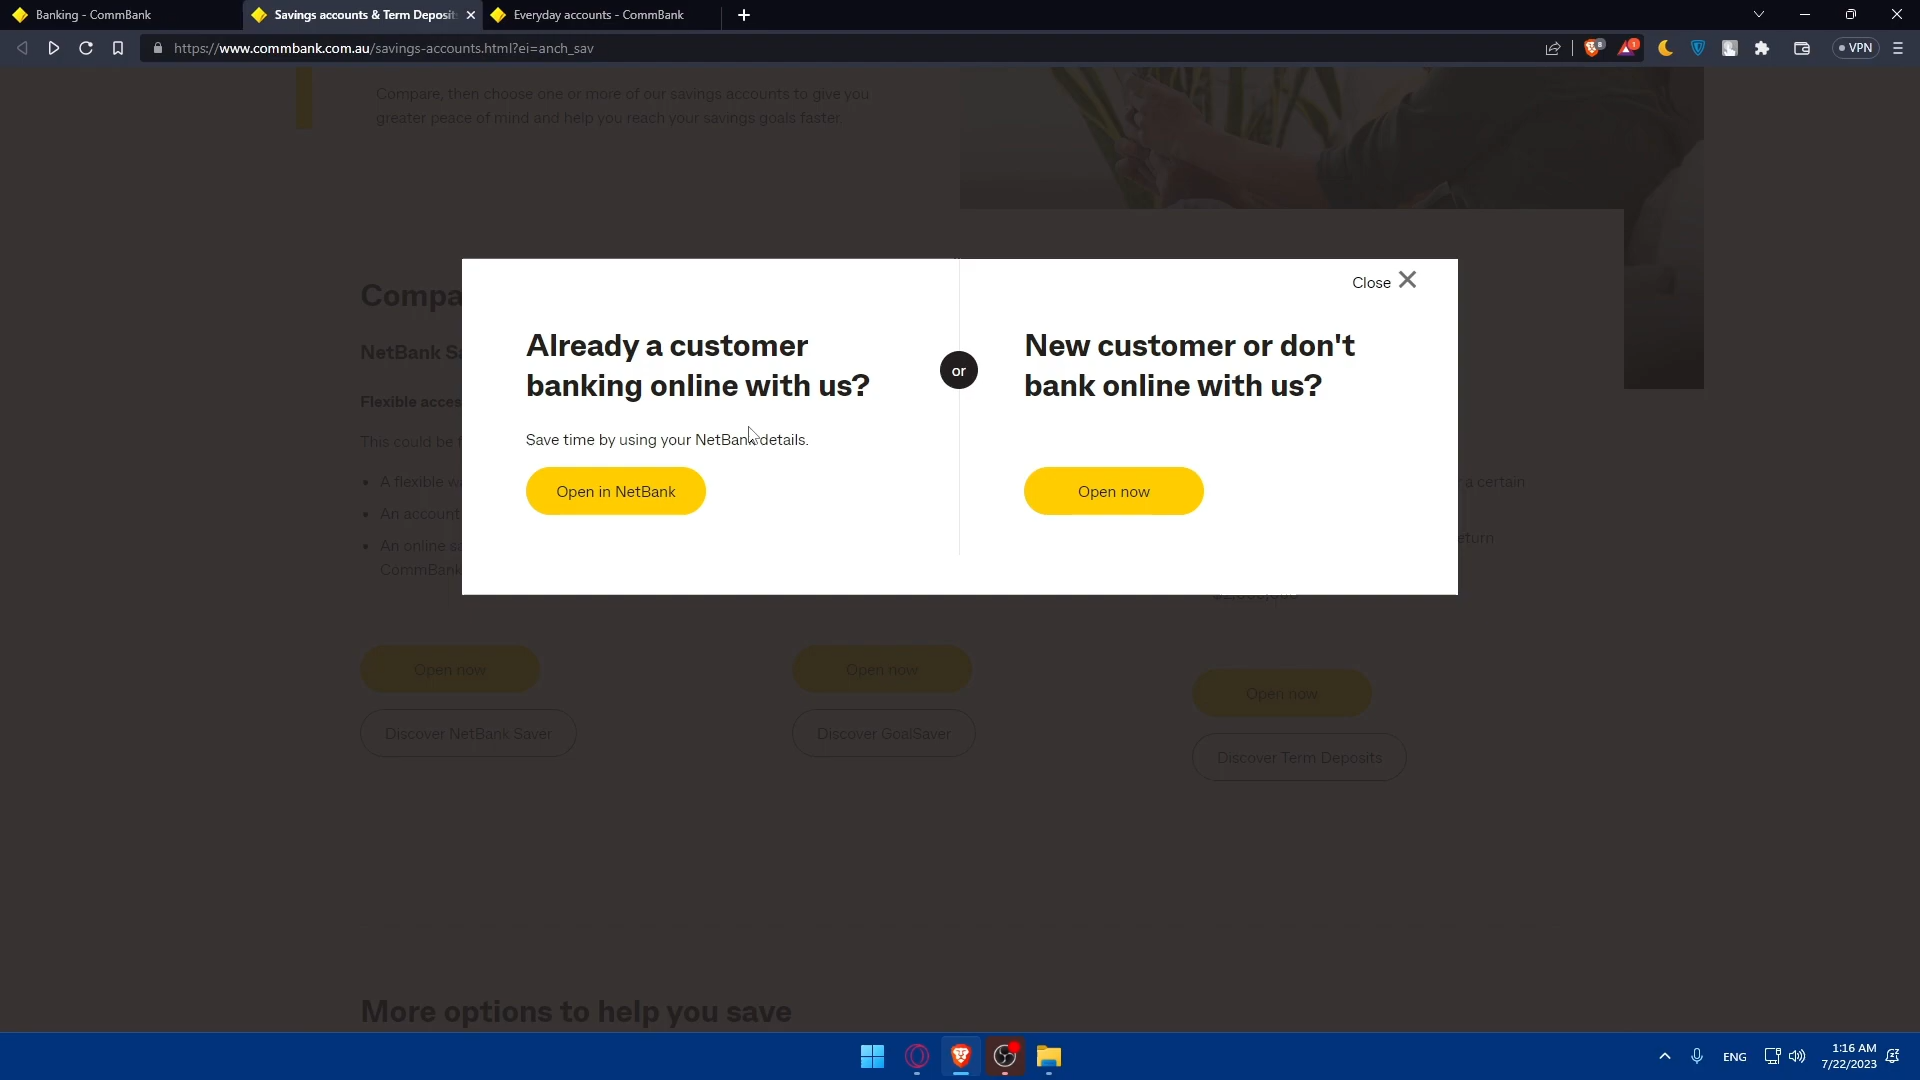 Banking - CommBank
Savings accounts & Term Deposit
Everyday accounts - CommBank
https://www.commbank.com.au/savings-accounts.html?ei=anch_sav
VPN
Compare, then choose one or more of our savings accounts to give you
greater peace of mind and help you reach your savings goals faster.
Close
Compa
Already a customer
banking online with us?
or
New customer or don't
bank online with us?
NetBank Sa
Flexible acces
This could be
Save time by using your NetBank details.
A flexible
Open in NetBank
Open now
a certain
An account
An online sa
CommBank
eturn
Open now
Open now
Open now
Discover NetBank Saver
Discover GoalSaver
Discover Term Deposits
More options to help you save
ENG
1:16 AM
7/22/2023